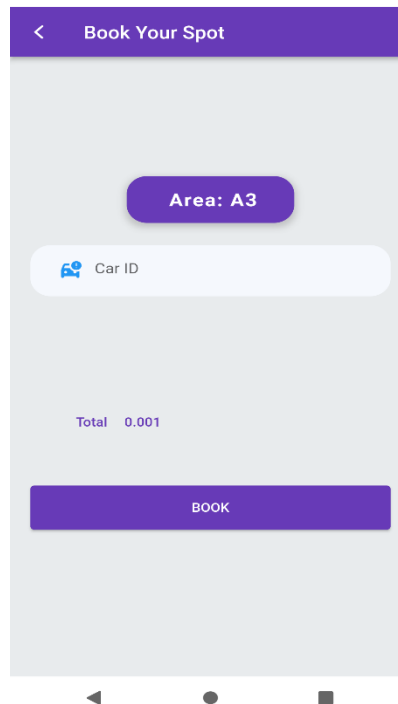 Book Your Spot
Area: A3
Car ID
Total 0.001
BOOK